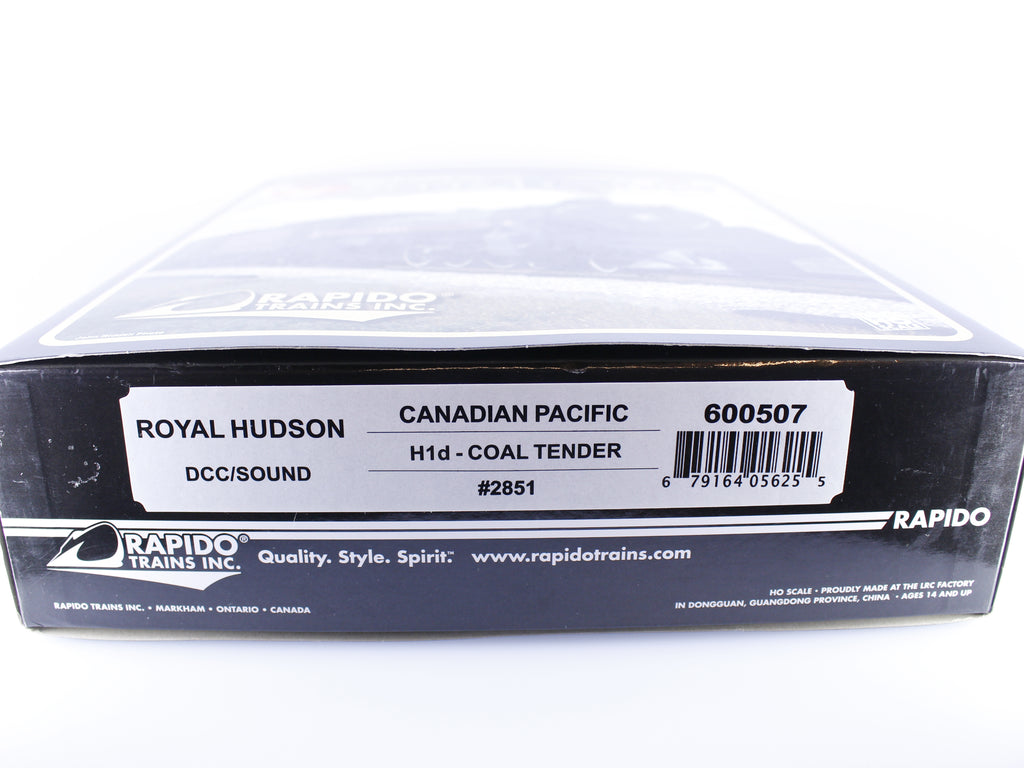 RAPIDO
TRAINS INC.
ROYAL HUDSON
DCC/SOUND
CANADIAN PACIFIC
H1d - COAL TENDER
#2851
600507
6 79164 05625 5
RAPIDO
RAPIDO®
TRAINS INC.
Quality. Style. Spirit.™ www.rapidotrains.com
RAPIDO TRAINS INC. • MARKHAM • ONTARIO • CANADA
HO SCALE • PROUDLY MADE AT THE LRC FACTORY
IN DONGGUAN, GUANGDONG PROVINCE, CHINA • AGES 14 AND UP